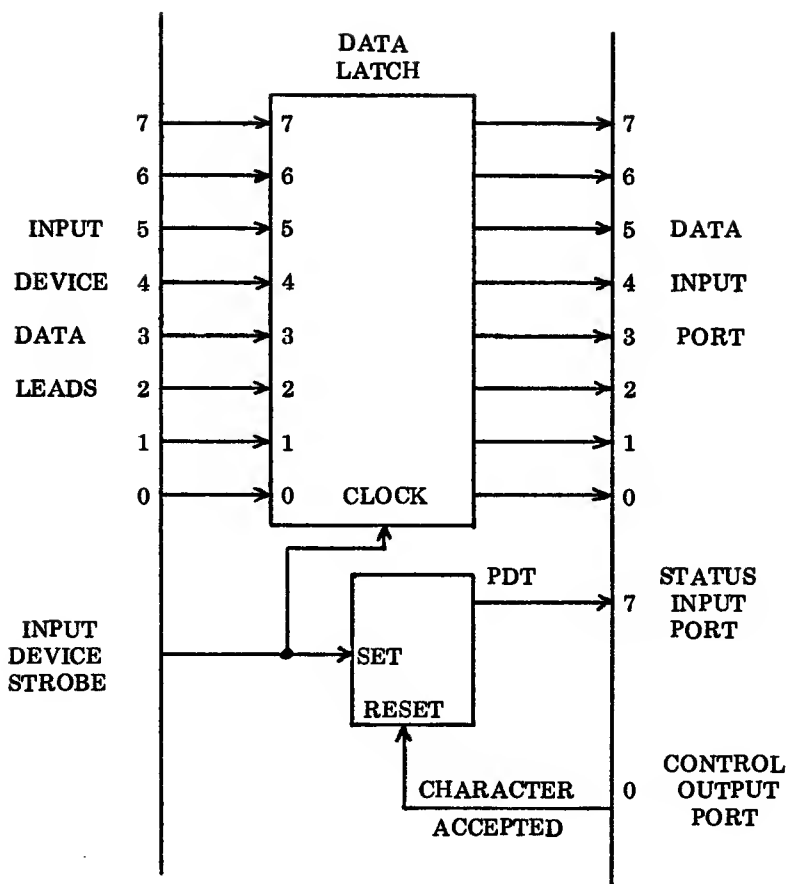 DATA
LATCH
7 7 7
6 6 6
INPUT 5 5 5 DATA
DEVICE 4 4 4 INPUT
DATA 3 3 3 PORT
LEADS 2 2 2
1 1 1
0 0 CLOCK 0
PDT
STATUS
7 INPUT
PORT
INPUT
DEVICE
STROBE
SET
RESET
CHARACTER
ACCEPTED
0
CONTROL
OUTPUT
PORT